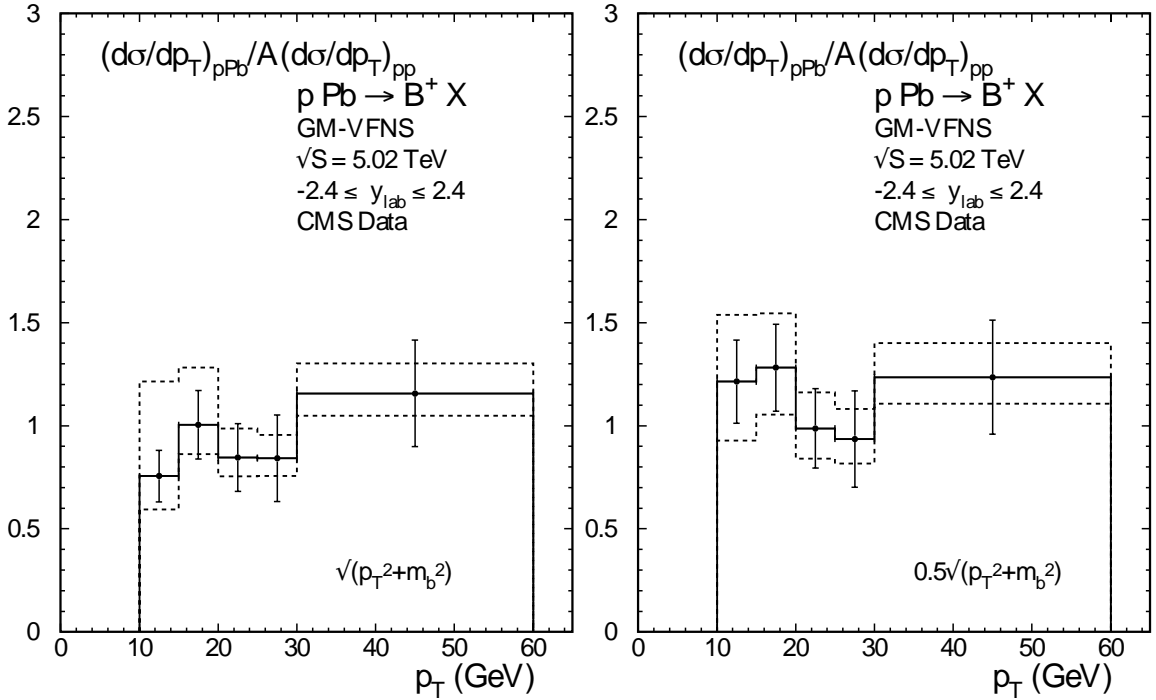 (dσ/dp_T)_pPb/A(dσ/dp_T)_pp
p Pb → B⁺ X
GM-VFNS
√S = 5.02 TeV
-2.4 ≤ y_lab ≤ 2.4
CMS Data
√(p_T²+m_b²)
3
2.5
2
1.5
1
0.5
0
0 10 20 30 40 50 60
p_T (GeV)
(dσ/dp_T)_pPb/A(dσ/dp_T)_pp
p Pb → B⁺ X
GM-VFNS
√S = 5.02 TeV
-2.4 ≤ y_lab ≤ 2.4
CMS Data
0.5√(p_T²+m_b²)
3
2.5
2
1.5
1
0.5
0
0 10 20 30 40 50 60
p_T (GeV)